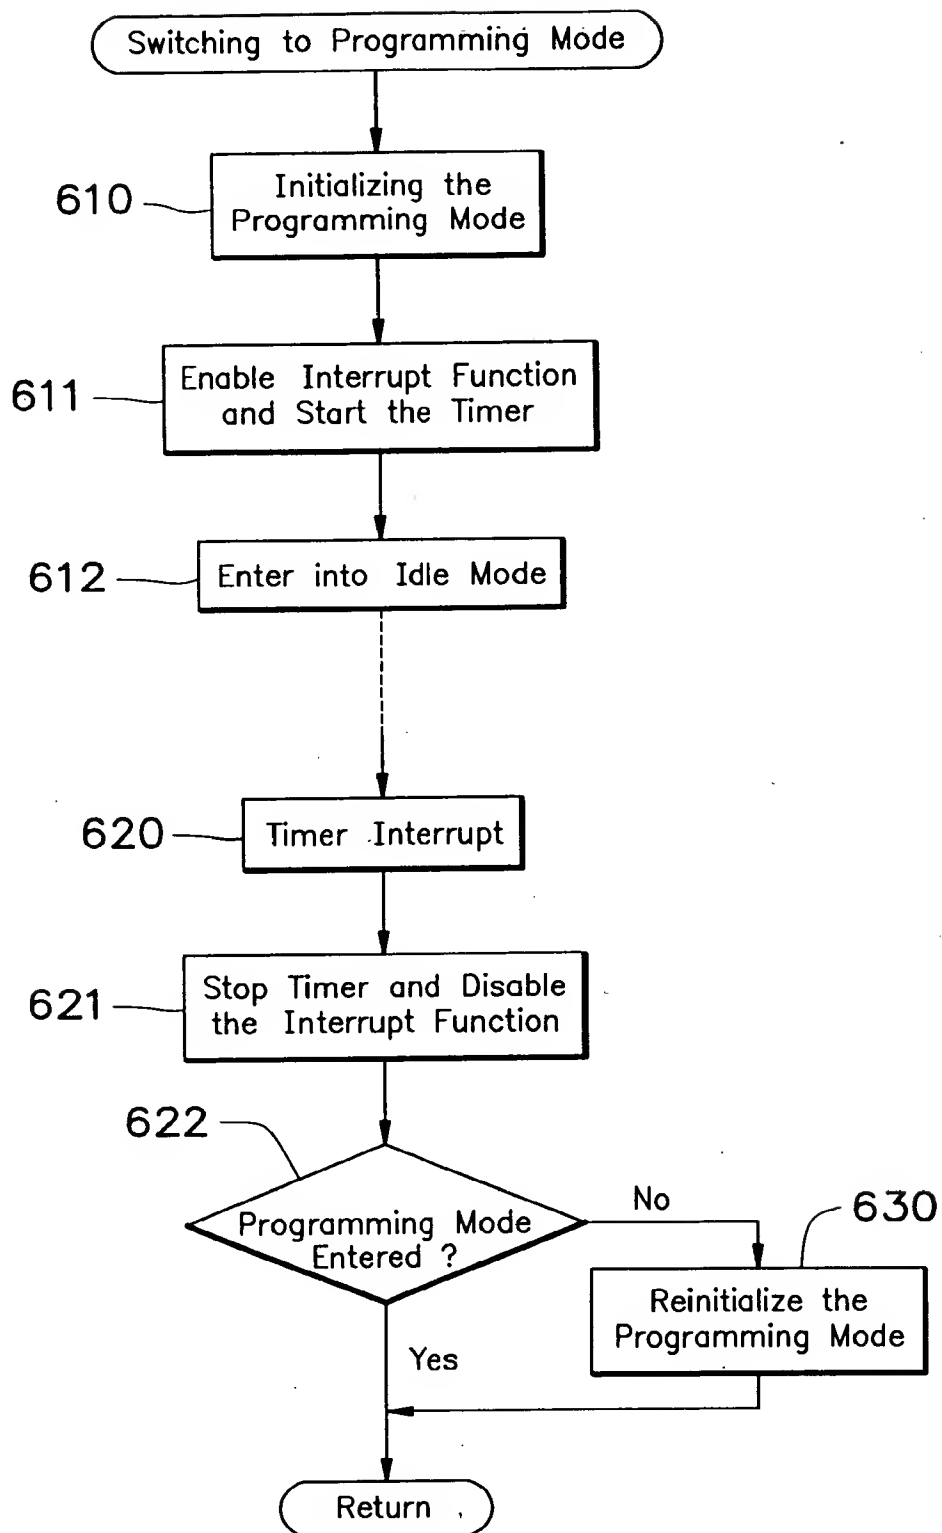 Switching to Programming Mode
610
Initializing the
Programming Mode
611
Enable Interrupt Function
and Start the Timer
612
Enter into Idle Mode
620
Timer Interrupt
621
Stop Timer and Disable
the Interrupt Function
622
Programming Mode
Entered ?
No
630
Reinitialize the
Programming Mode
Yes
Return